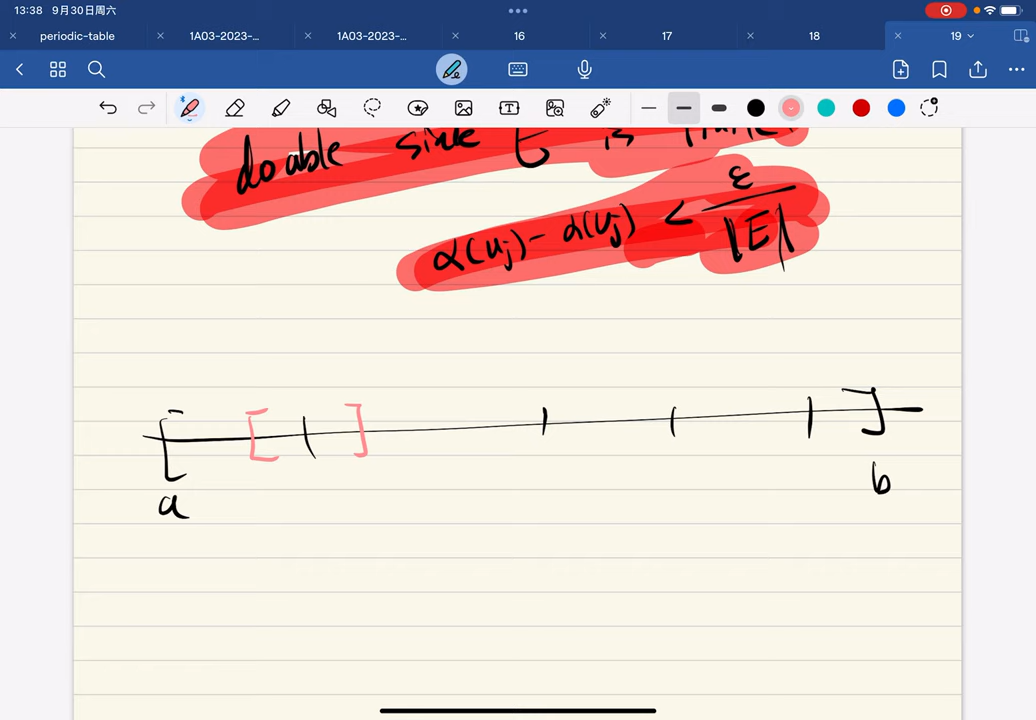 13:38 9月30日周六
periodic-table 1A03-2023-... 1A03-2023-... 16 17 18 19
doable since E is
α(uj) - α(vj) < ε/|E|
a b